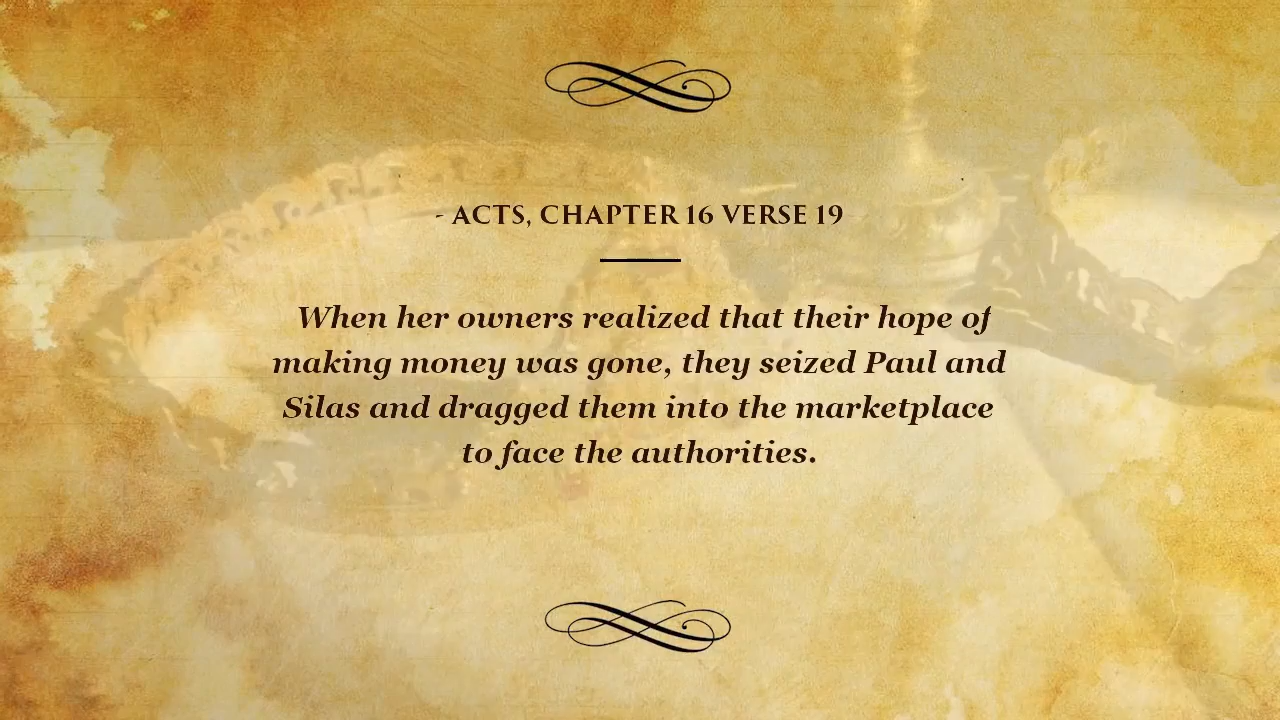 - ACTS, CHAPTER 16 VERSE 19
When her owners realized that their hope of
making money was gone, they seized Paul and
Silas and dragged them into the marketplace
to face the authorities.